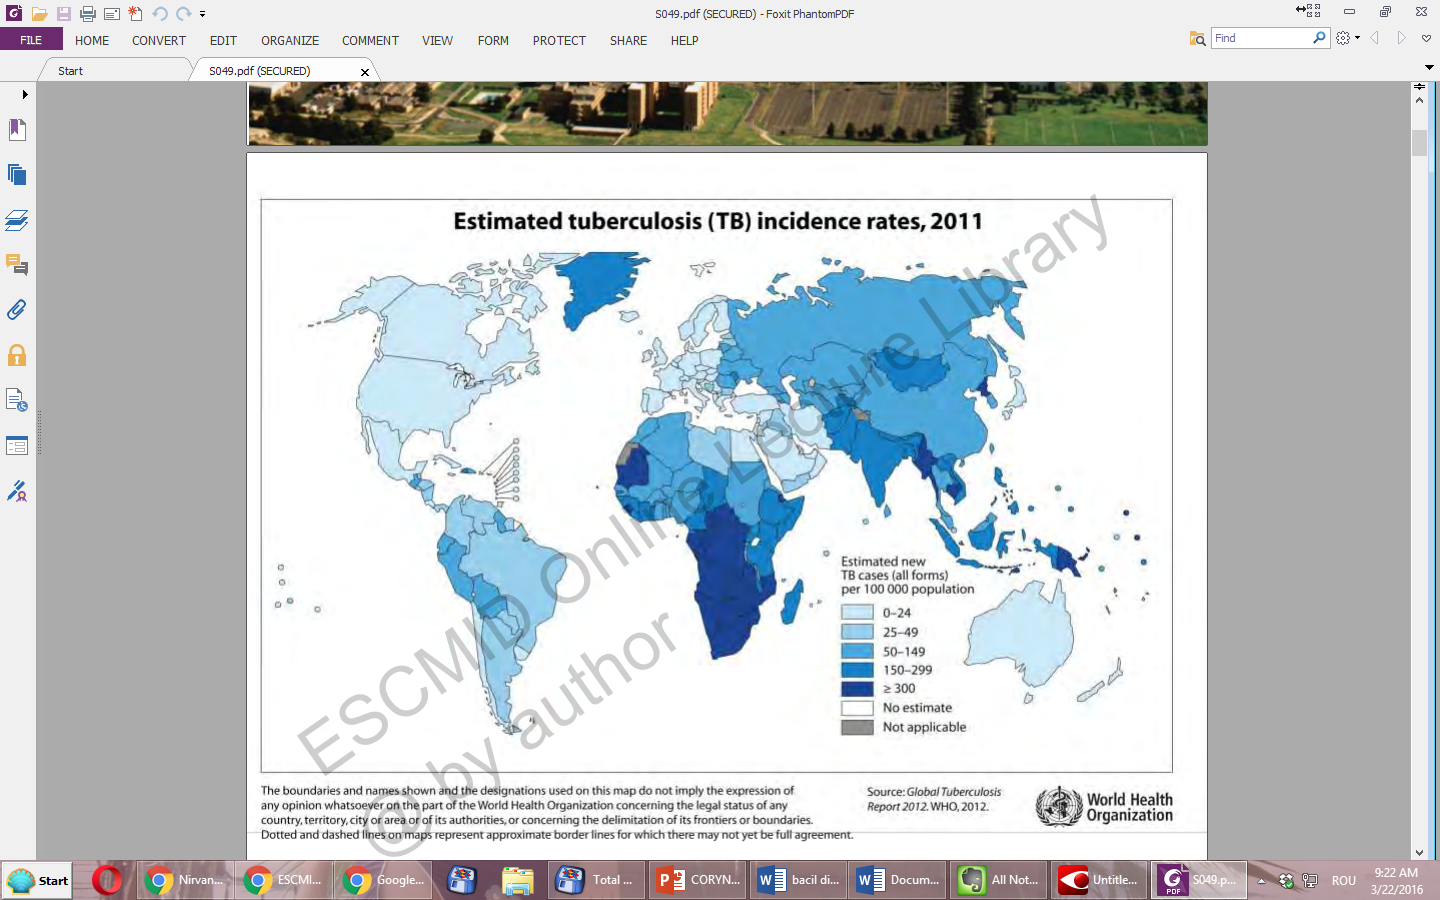 S049.pdf (SECURED) - Foxit PhantomPDF
FILE HOME CONVERT EDIT ORGANIZE COMMENT VIEW FORM PROTECT SHARE HELP
Find
Start
S049.pdf (SECURED)
Estimated tuberculosis (TB) incidence rates, 2011
Estimated new
TB cases (all forms)
per 100 000 population
0–24
25–49
50–149
150–299
≥ 300
No estimate
Not applicable
ESCMID Online Lecture Library
@ by author
The boundaries and names shown and the designations used on this map do not imply the expression of
any opinion whatsoever on the part of the World Health Organization concerning the legal status of any
country, territory, city or area or of its authorities, or concerning the delimitation of its frontiers or boundaries.
Dotted and dashed lines on maps represent approximate border lines for which there may not yet be full agreement.
Source: Global Tuberculosis
Report 2012. WHO, 2012.
World Health
Organization
Start
Nirvan...
ESCMI...
Google...
Total ...
CORYN...
bacil di...
Docum...
All Not...
Untitle...
S049.p...
ROU
9:22 AM
3/22/2016